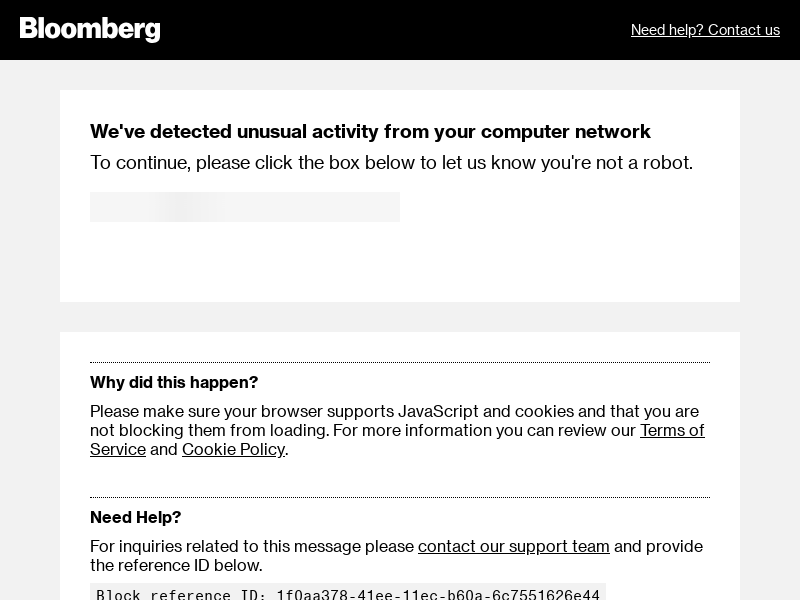 Bloomberg
Need help? Contact us
We've detected unusual activity from your computer network
To continue, please click the box below to let us know you're not a robot.
Why did this happen?
Please make sure your browser supports JavaScript and cookies and that you are
not blocking them from loading. For more information you can review our Terms of
Service and Cookie Policy.
Need Help?
For inquiries related to this message please contact our support team and provide
the reference ID below.
Block reference ID: 1f0aa378-41ee-11ec-b60a-6c7551626e44